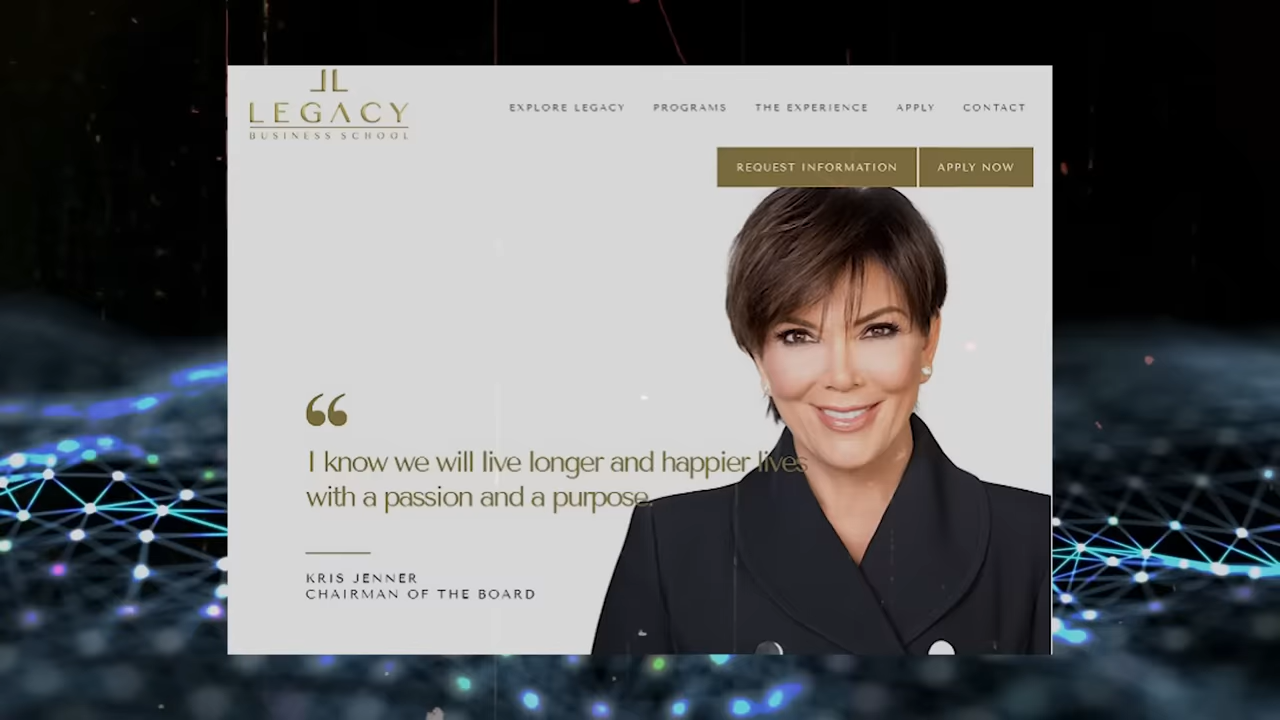 LEGACY
BUSINESS SCHOOL
EXPLORE LEGACY PROGRAMS THE EXPERIENCE APPLY CONTACT
REQUEST INFORMATION APPLY NOW
“
I know we will live longer and happier lives
with a passion and a purpose.
KRIS JENNER
CHAIRMAN OF THE BOARD